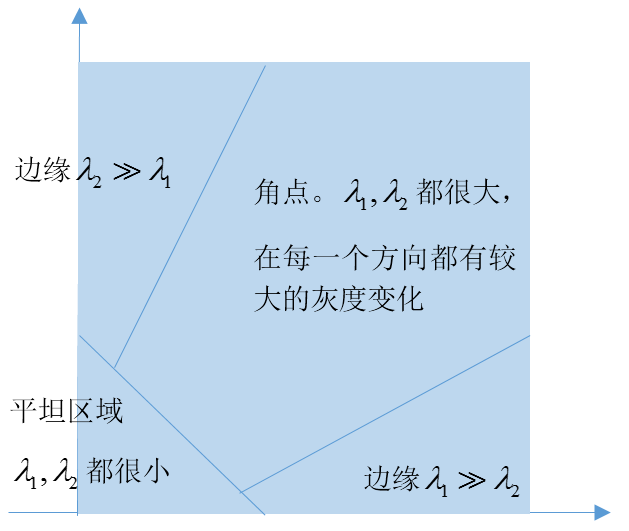 边缘 λ₂ ≫ λ₁
角点。λ₁, λ₂ 都很大，
在每一个方向都有较
大的灰度变化
平坦区域
λ₁, λ₂ 都很小
边缘 λ₁ ≫ λ₂